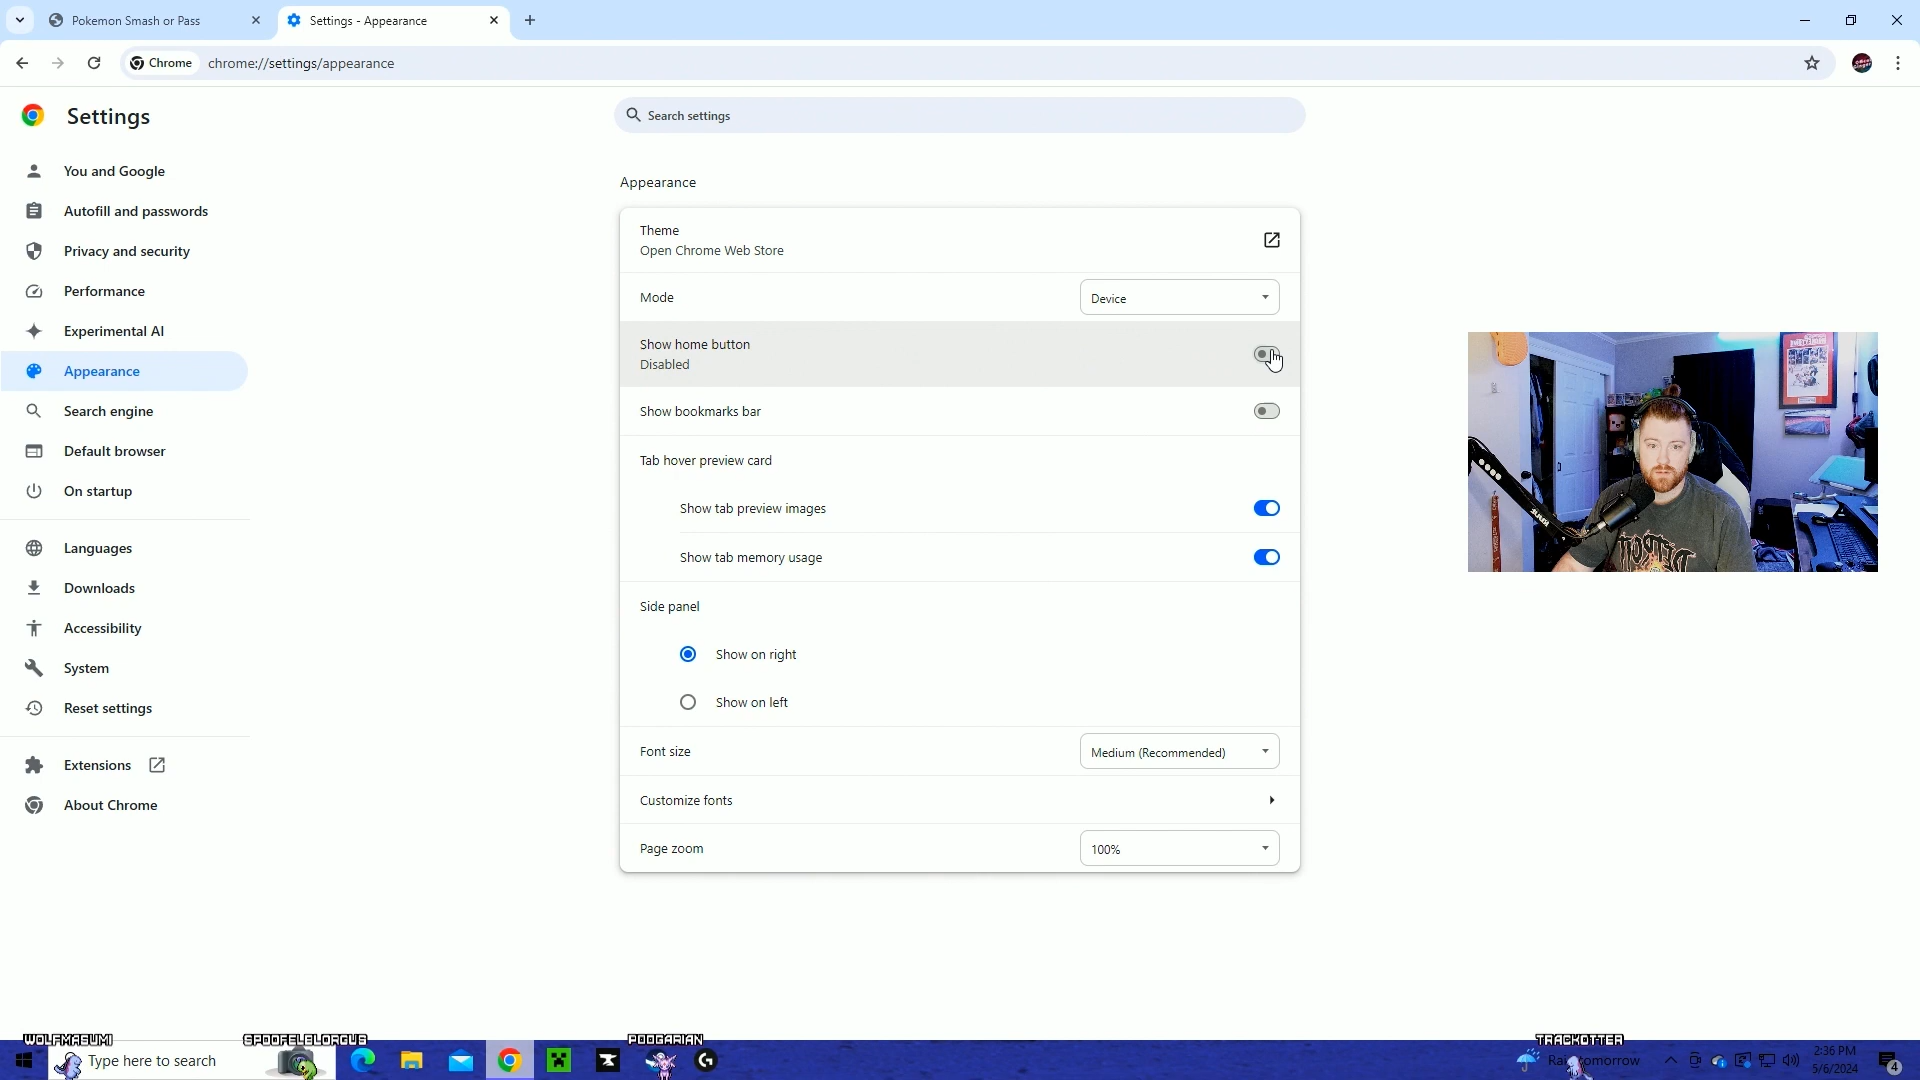 Pokemon Smash or Pass
Settings - Appearance
Chrome
chrome://settings/appearance
Settings
Search settings
You and Google
Autofill and passwords
Privacy and security
Performance
Experimental AI
Appearance
Search engine
Default browser
On startup
Languages
Downloads
Accessibility
System
Reset settings
Extensions
About Chrome
Appearance
Theme
Open Chrome Web Store
Mode
Device
Show home button
Disabled
Show bookmarks bar
Tab hover preview card
Show tab preview images
Show tab memory usage
Side panel
Show on right
Show on left
Font size
Medium (Recommended)
Customize fonts
Page zoom
100%
WOLFMASUMI
PODGARIAN
TRACKOTTER
Type here to search
tomorrow
2:36 PM
5/6/2024
4